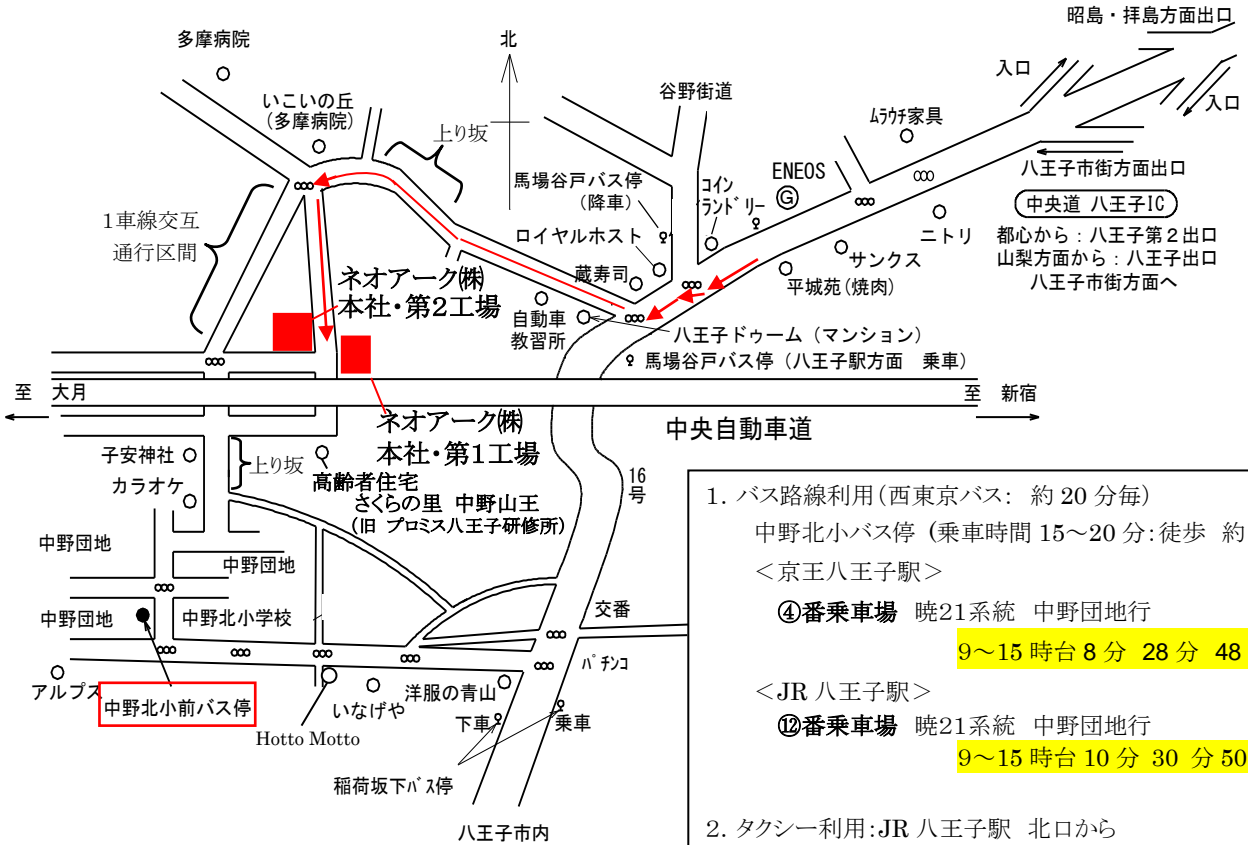 昭島・拝島方面出口
多摩病院
北
入口
谷野街道
いこいの丘
(多摩病院)
上り坂
ムラウチ家具
入口
馬場谷戸バス停
(降車)
コイン
ランドリー
ENEOS
G
八王子市街方面出口
中央道 八王子IC
1車線交互
通行区間
ロイヤルホスト
ニトリ
都心から：八王子第2出口
山梨方面から：八王子出口
八王子市街方面へ
サンクス
蔵寿司
平城苑(焼肉)
ネオアーク㈱
本社・第2工場
自動車
教習所
八王子ドゥーム (マンション)
馬場谷戸バス停 (八王子駅方面 乗車)
至 大月
至 新宿
ネオアーク㈱
本社・第1工場
中央自動車道
子安神社
上り坂
カラオケ
高齢者住宅
さくらの里 中野山王
(旧 プロミス八王子研修所)
16
号
中野団地
中野団地
中野団地
中野北小学校
交番
パチンコ
アルプス
中野北小前バス停
Hotto Motto
いなげや
洋服の青山
下車
乗車
稲荷坂下バス停
八王子市内
1. バス路線利用(西東京バス： 約 20 分毎)
中野北小バス停 (乗車時間 15～20 分:徒歩 約
＜京王八王子駅＞
④番乗車場 暁21系統 中野団地行
9～15 時台 8 分 28 分 48
＜JR 八王子駅＞
⑫番乗車場 暁21系統 中野団地行
9～15 時台 10 分 30 分 50
2. タクシー利用:JR 八王子駅 北口から